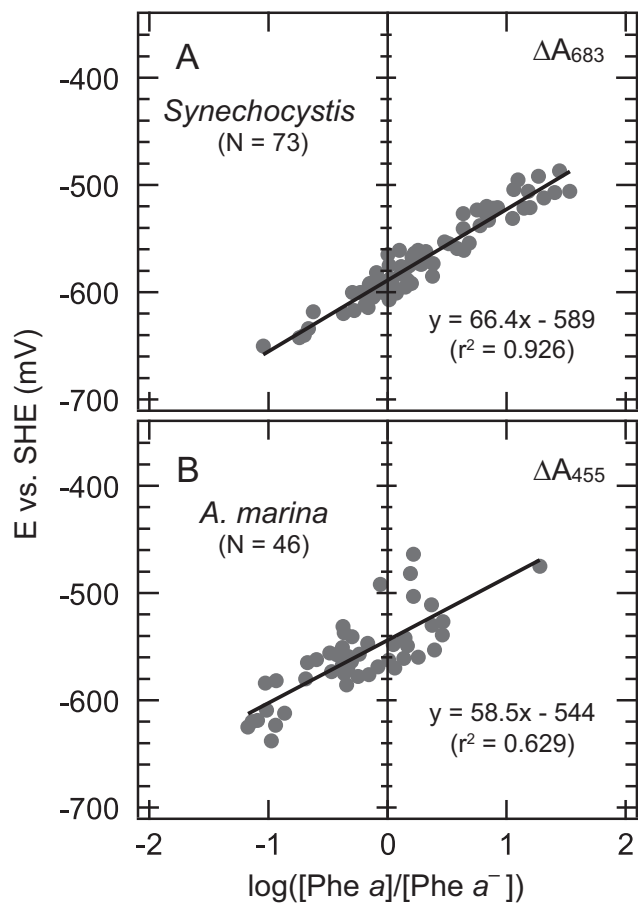 A
ΔA₆₈₃
-400
Synechocystis
(N = 73)
-500
-600
y = 66.4x - 589
(r² = 0.926)
-700
E vs. SHE (mV)
B
ΔA₄₅₅
-400
A. marina
(N = 46)
-500
-600
y = 58.5x - 544
(r² = 0.629)
-700
-2 -1 0 1 2
log([Phe a]/[Phe a⁻])